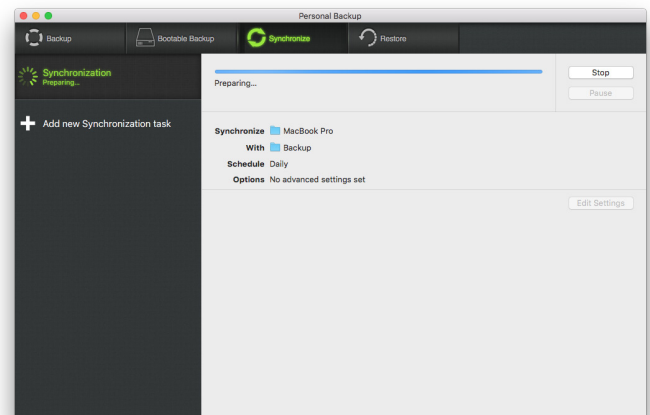 Personal Backup
Backup
Bootable Backup
Synchronize
Restore
Synchronization
Preparing...
Add new Synchronization task
Preparing...
Stop
Pause
Synchronize MacBook Pro
With Backup
Schedule Daily
Options No advanced settings set
Edit Settings